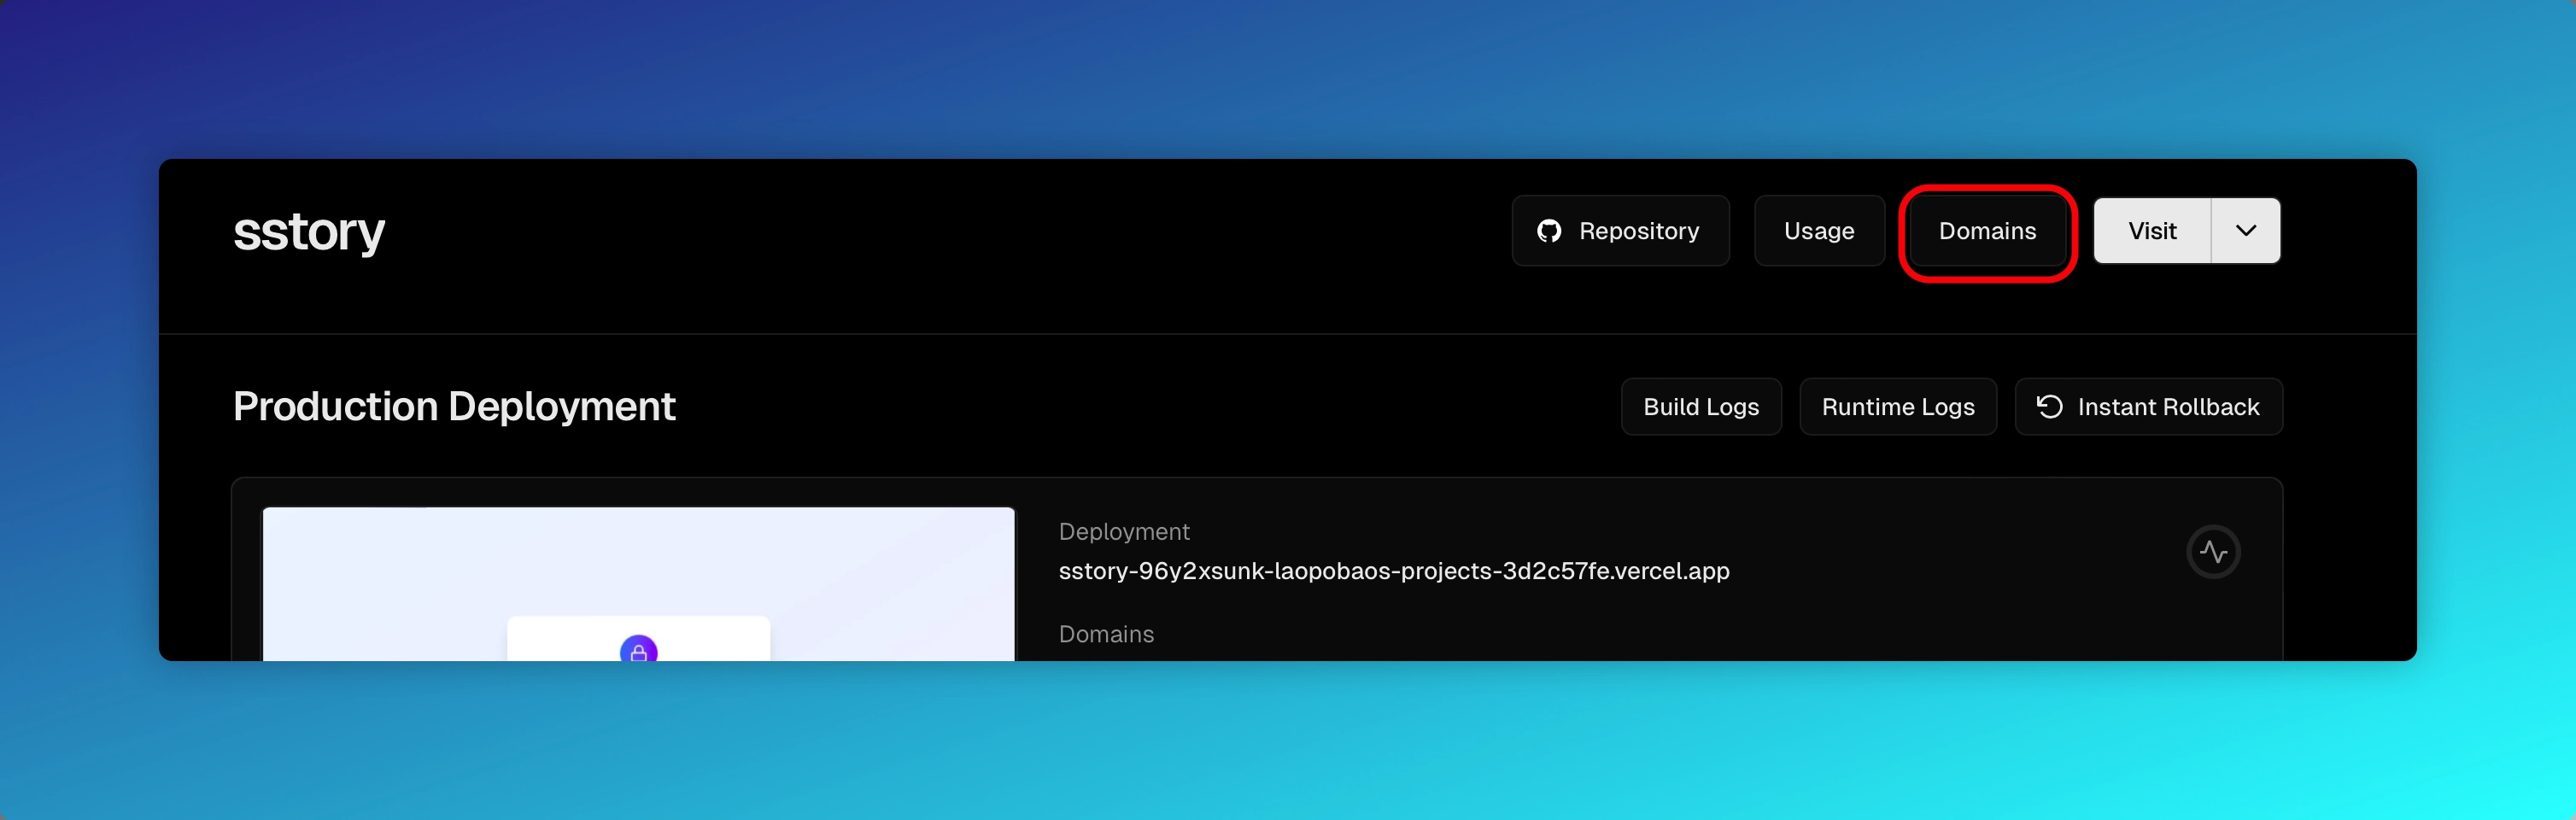 sstory
Repository
Usage
Domains
Visit
Production Deployment
Build Logs
Runtime Logs
Instant Rollback
Deployment
sstory-96y2xsunk-laopobaos-projects-3d2c57fe.vercel.app
Domains